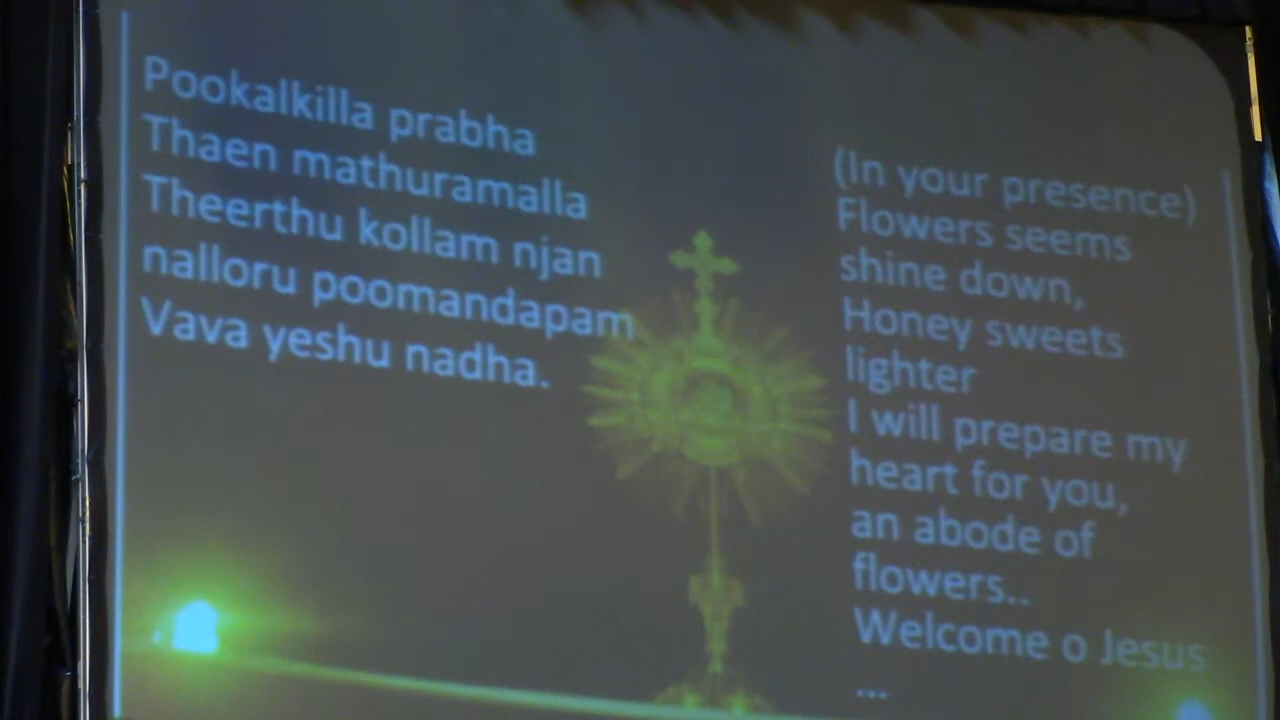 Pookalkilla prabha
Thaen mathuramalla
Theerthu kollam njan
nalloru poomandapam
Vava yeshu nadha.
(In your presence)
Flowers seems
shine down,
Honey sweets
lighter
I will prepare my
heart for you,
an abode of
flowers..
Welcome o Jesus
...